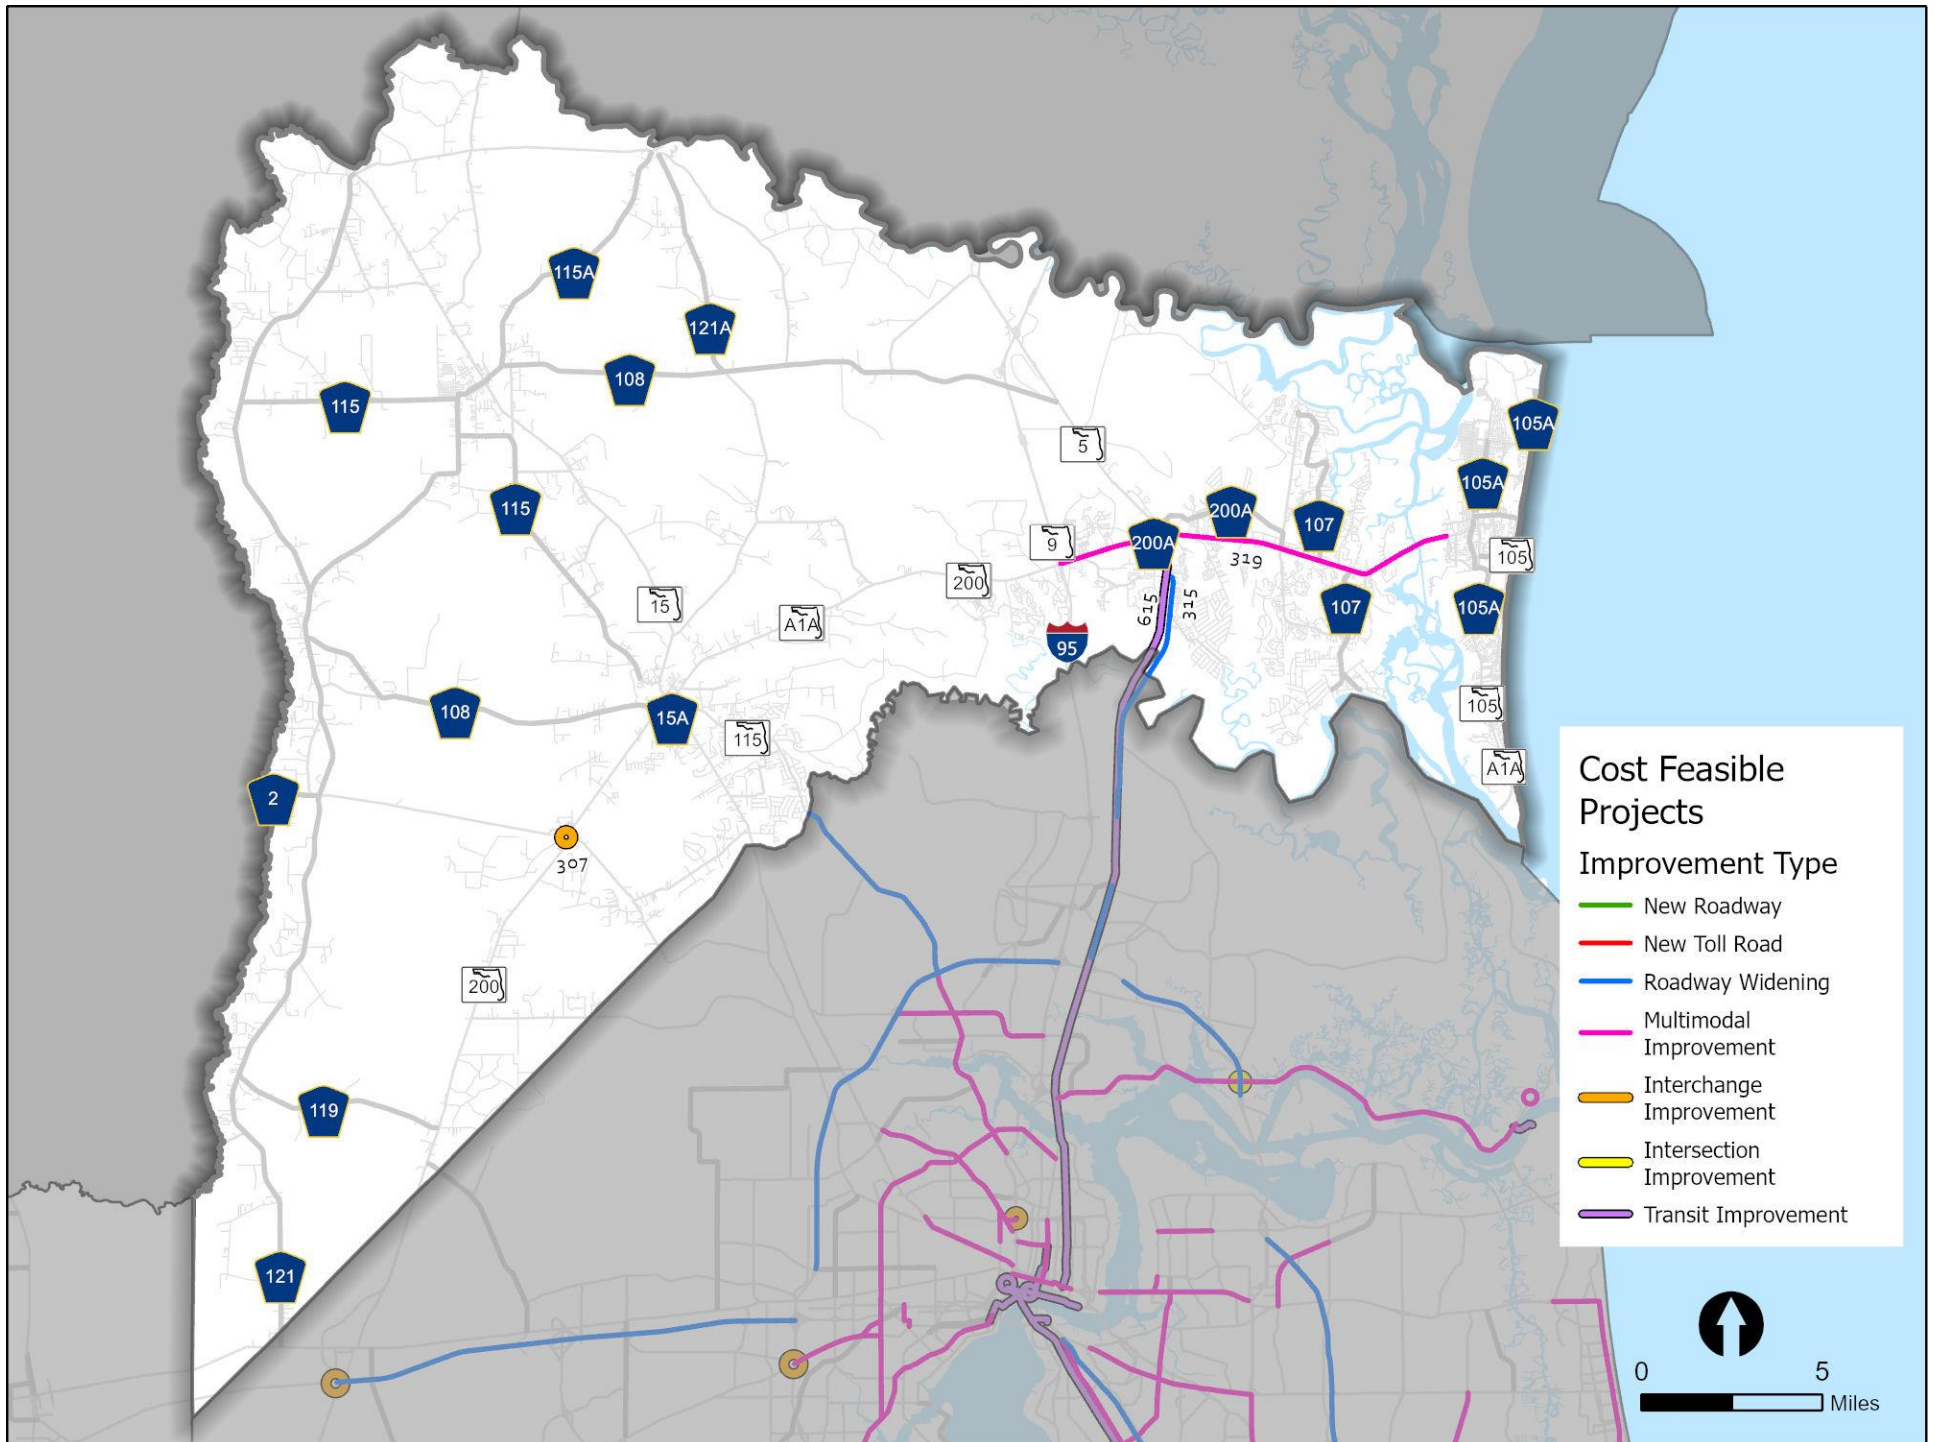 115A
121A
108
115
105A
5
105A
115
200A
107
9
200A
105
319
200
15
615
315
107
105A
A1A
95
108
15A
115
105
A1A
2
307
200
119
121
Cost Feasible
Projects
Improvement Type
New Roadway
New Toll Road
Roadway Widening
Multimodal
Improvement
Interchange
Improvement
Intersection
Improvement
Transit Improvement
0 5
Miles